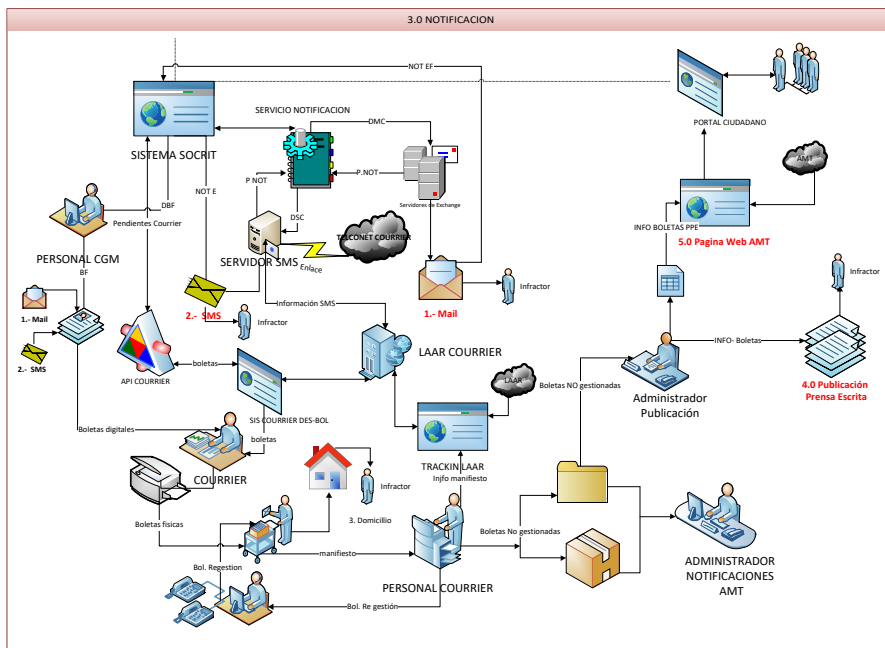 3.0 NOTIFICACION
NOT EF
SERVICIO NOTIFICACION
DMC
PORTAL CIUDADANO
SISTEMA SOCRIT
AMT
P NOT
P.NOT
NOT E
DBF
Servidores de Exchange
DSC
Pendientes Courrier
TELCONET COURRIER
INFO BOLETAS PPE
5.0 Pagina Web AMT
PERSONAL CGM
SERVIDOR SMS
Enlace
BF
Infractor
Infractor
1.- Mail
2.- SMS
Información SMS
1.- Mail
Infractor
INFO- Boletas
2.- SMS
LAAR COURRIER
boletas
API COURRIER
LAAR
Boletas NO gestionadas
Administrador
Publicación
4.0 Publicación
Prensa Escrita
SIS COURRIER DES-BOL
Boletas digitales
boletas
TRACKIN LAAR
Injfo manifiesto
COURRIER
Infractor
3. Domicillio
Boletas fisicas
Boletas No gestionadas
manifiesto
Bol. Regestion
PERSONAL COURRIER
ADMINISTRADOR
NOTIFICACIONES
AMT
Bol. Re gestión